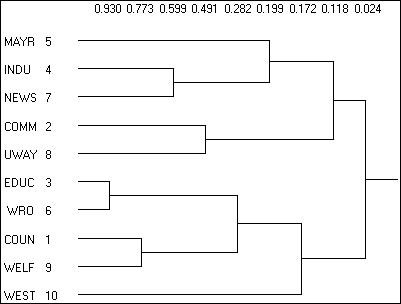 0.930 0.773 0.599 0.491 0.282 0.199 0.172 0.118 0.024
MAYR 5
INDU 4
NEWS 7
COMM 2
UWAY 8
EDUC 3
WRO 6
COUN 1
WELF 9
WEST 10